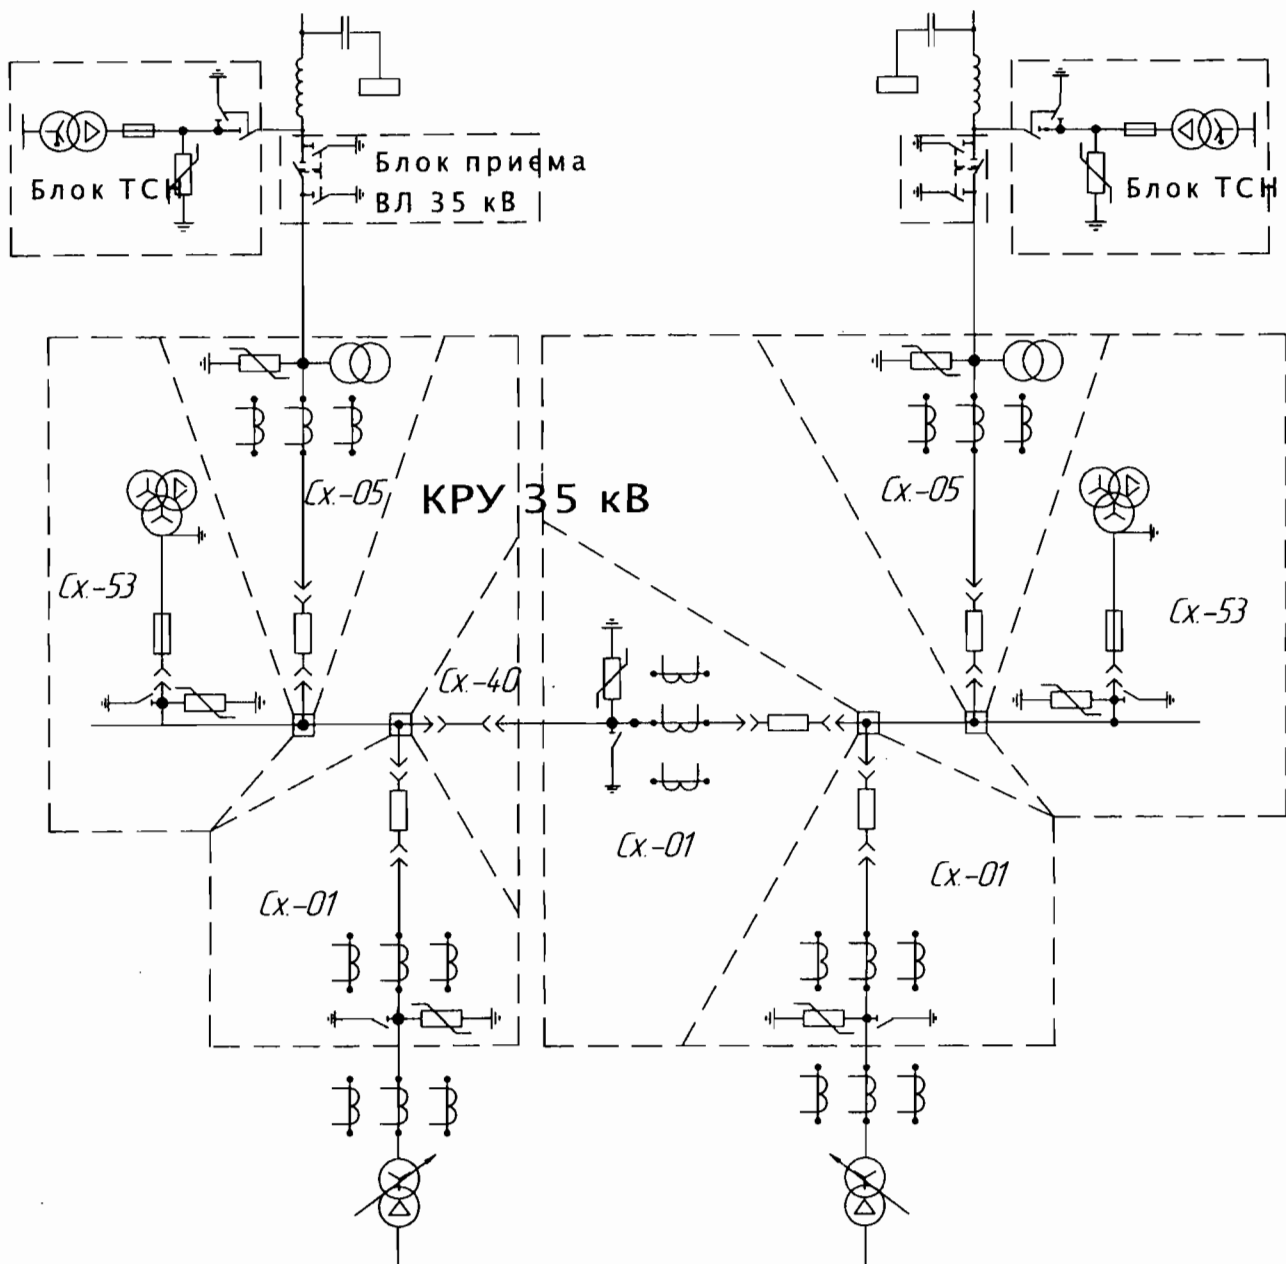 Блок ТСН
Блок приема
ВЛ 35 кВ
Блок ТСН
Сх.-05
КРУ 35 кВ
Сх.-05
Сх.-53
Сх.-53
Сх.-40
Сх.-01
Сх.-01
Сх.-01